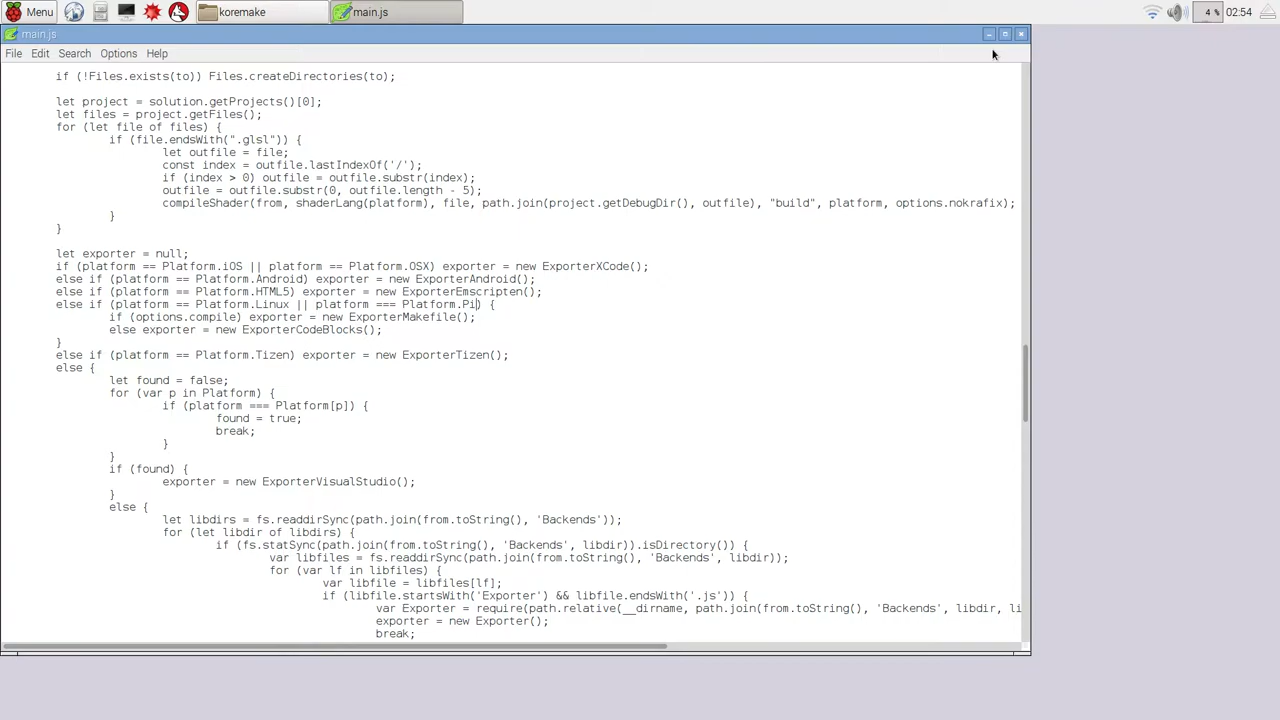 Menu koremake main.js 4 % 02:54
main.js
File Edit Search Options Help
if (!Files.exists(to)) Files.createDirectories(to);
let project = solution.getProjects()[0];
let files = project.getFiles();
for (let file of files) {
if (file.endsWith(".glsl")) {
let outfile = file;
const index = outfile.lastIndexOf('/');
if (index > 0) outfile = outfile.substr(index);
outfile = outfile.substr(0, outfile.length - 5);
compileShader(from, shaderLang(platform), file, path.join(project.getDebugDir(), outfile), "build", platform, options.nokrafix);
}
}
let exporter = null;
if (platform == Platform.iOS || platform == Platform.OSX) exporter = new ExporterXCode();
else if (platform == Platform.Android) exporter = new ExporterAndroid();
else if (platform == Platform.HTML5) exporter = new ExporterEmscripten();
else if (platform == Platform.Linux || platform === Platform.Pi) {
if (options.compile) exporter = new ExporterMakefile();
else exporter = new ExporterCodeBlocks();
}
else if (platform == Platform.Tizen) exporter = new ExporterTizen();
else {
let found = false;
for (var p in Platform) {
if (platform === Platform[p]) {
found = true;
break;
}
}
if (found) {
exporter = new ExporterVisualStudio();
}
else {
let libdirs = fs.readdirSync(path.join(from.toString(), 'Backends'));
for (let libdir of libdirs) {
if (fs.statSync(path.join(from.toString(), 'Backends', libdir)).isDirectory()) {
var libfiles = fs.readdirSync(path.join(from.toString(), 'Backends', libdir));
for (var lf in libfiles) {
var libfile = libfiles[lf];
if (libfile.startsWith('Exporter') && libfile.endsWith('.js')) {
var Exporter = require(path.relative(__dirname, path.join(from.toString(), 'Backends', libdir, li
exporter = new Exporter();
break;